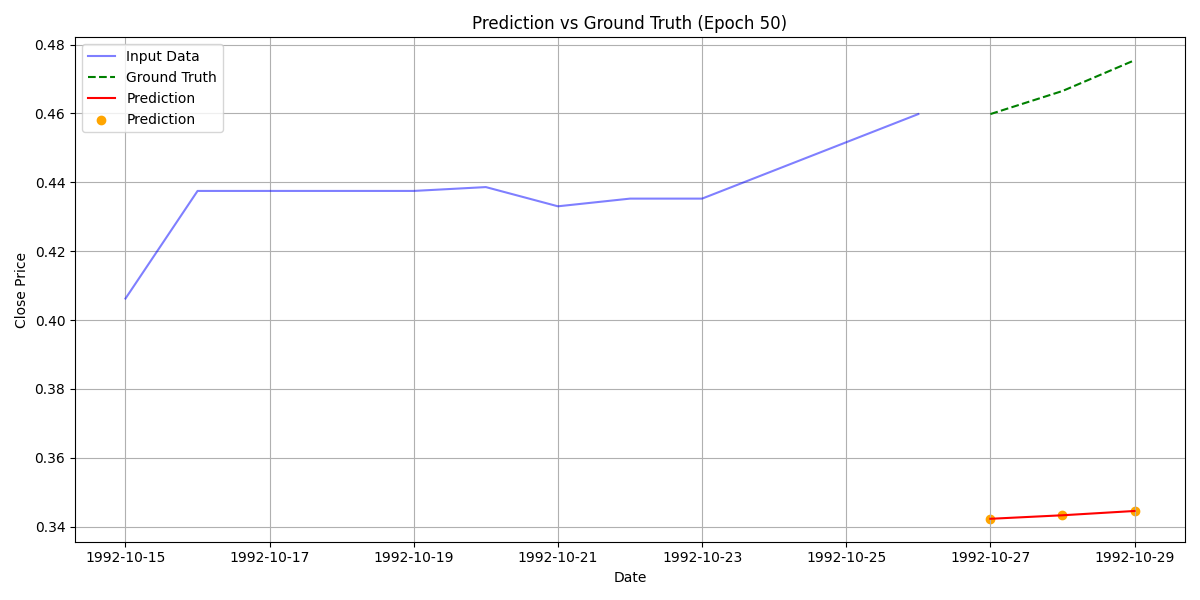 Prediction vs Ground Truth (Epoch 50)
Input Data
Ground Truth
Prediction
Prediction
0.48
0.46
0.44
0.42
0.40
0.38
0.36
0.34
Close Price
1992-10-15 1992-10-17 1992-10-19 1992-10-21 1992-10-23 1992-10-25 1992-10-27 1992-10-29
Date